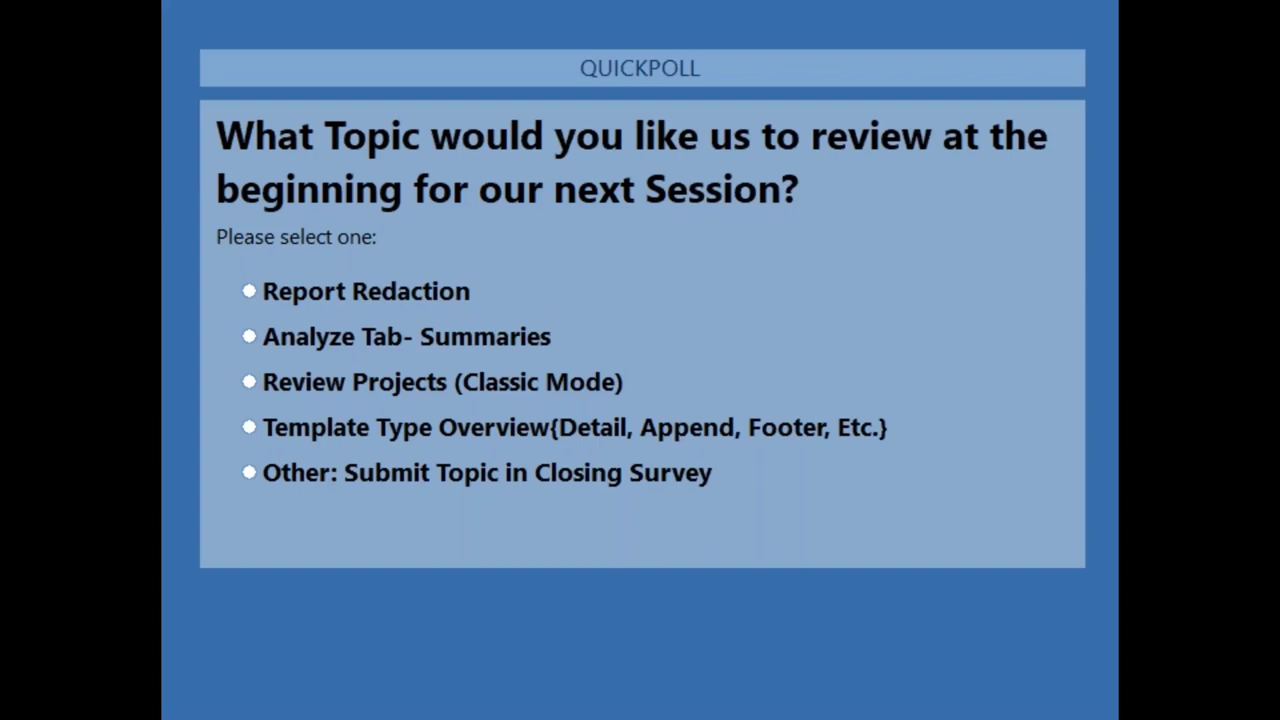 QUICKPOLL
What Topic would you like us to review at the
beginning for our next Session?
Please select one:
Report Redaction
Analyze Tab- Summaries
Review Projects (Classic Mode)
Template Type Overview{Detail, Append, Footer, Etc.}
Other: Submit Topic in Closing Survey